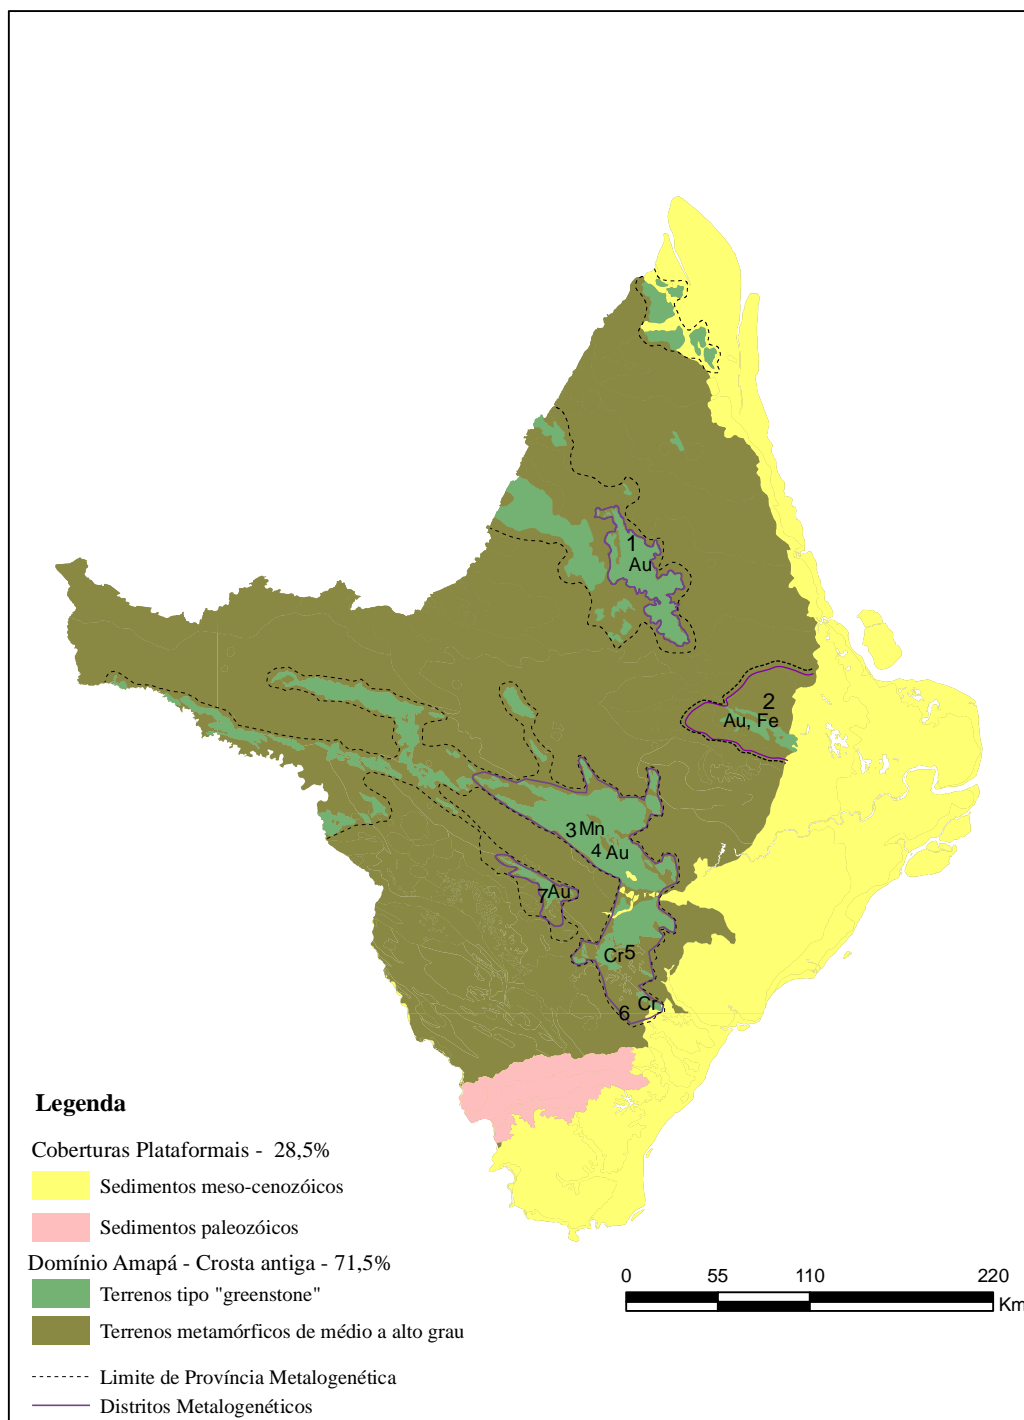 1
Au
2
Au, Fe
3 Mn
4 Au
7 Au
Cr 5
Cr
6
Legenda
Coberturas Plataformais - 28,5%
Sedimentos meso-cenozóicos
Sedimentos paleozóicos
Domínio Amapá - Crosta antiga - 71,5%
Terrenos tipo "greenstone"
Terrenos metamórficos de médio a alto grau
Limite de Província Metalogenética
Distritos Metalogenéticos
0 55 110 220
Km